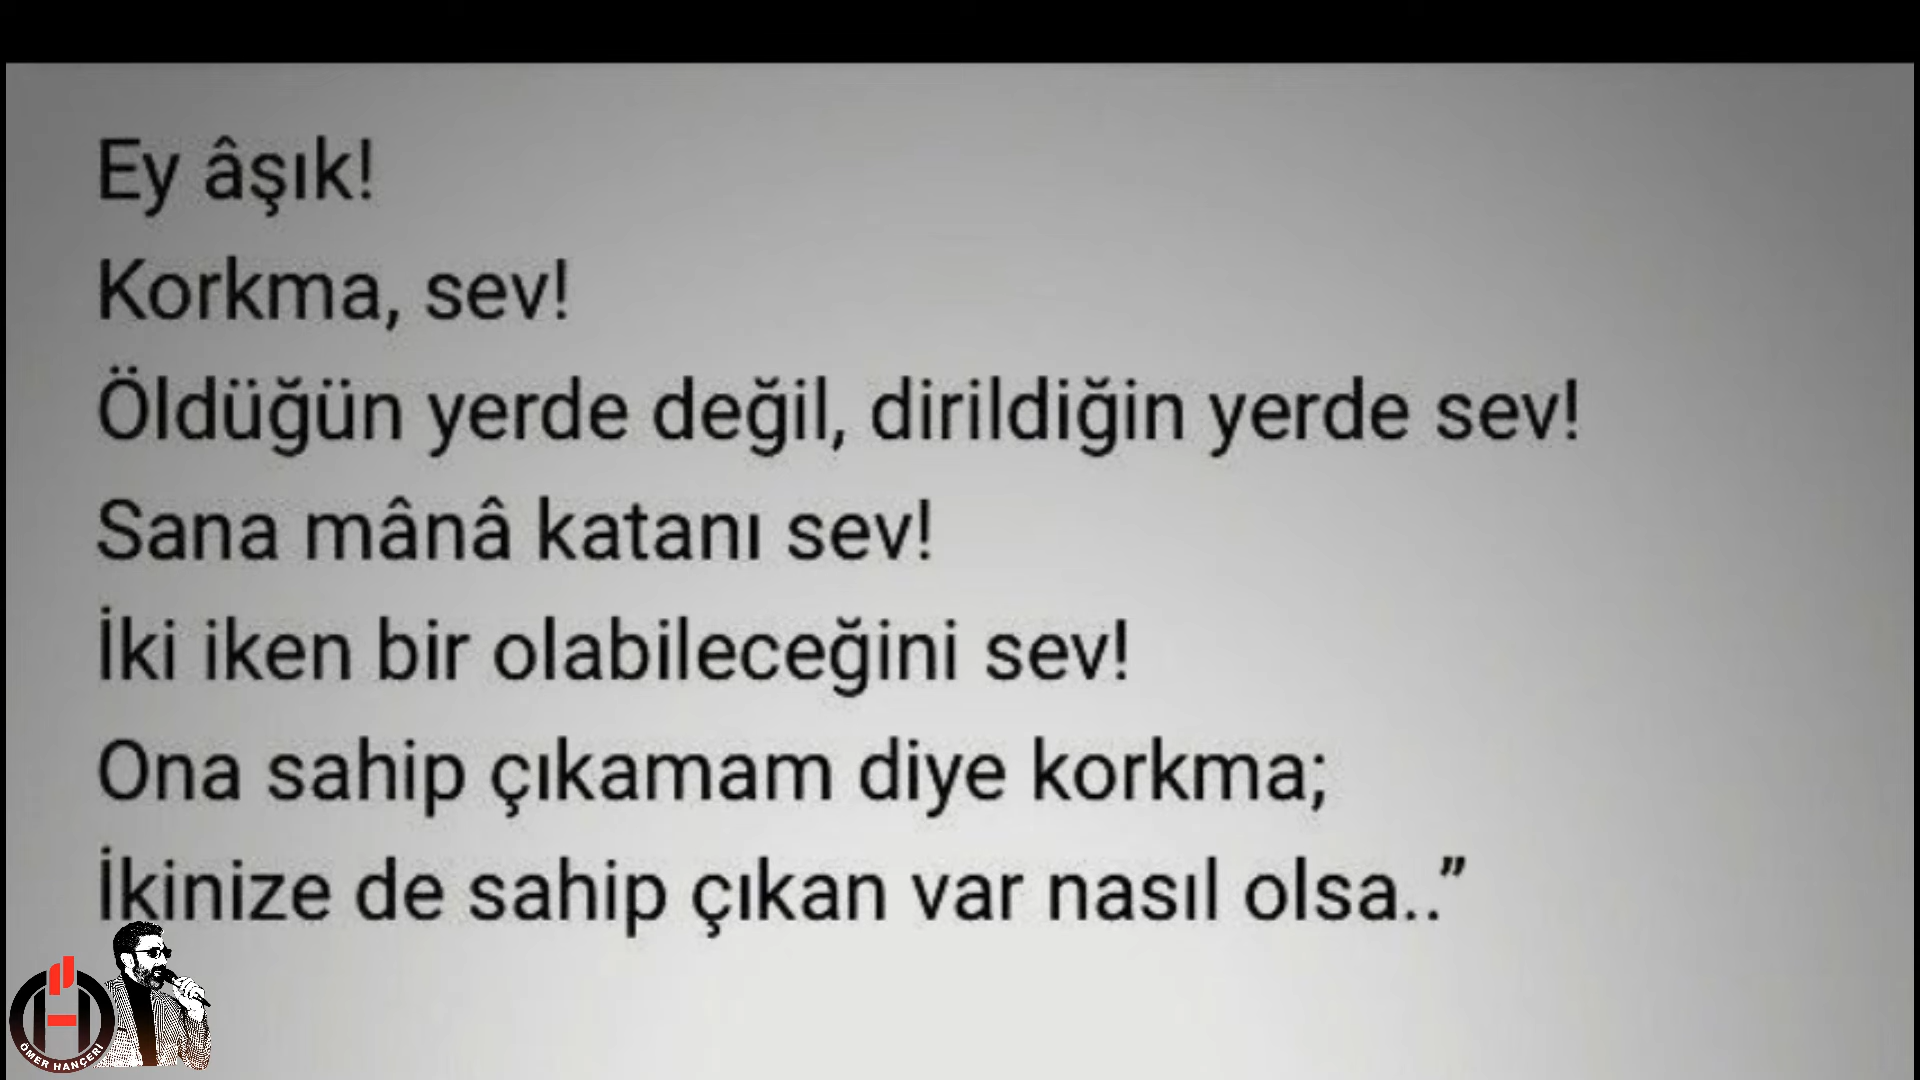 Ey âşık!
Korkma, sev!
Öldüğün yerde değil, dirildiğin yerde sev!
Sana mânâ katanı sev!
İki iken bir olabileceğini sev!
Ona sahip çıkamam diye korkma;
İkinize de sahip çıkan var nasıl olsa..”
ÖMER HANÇERİ